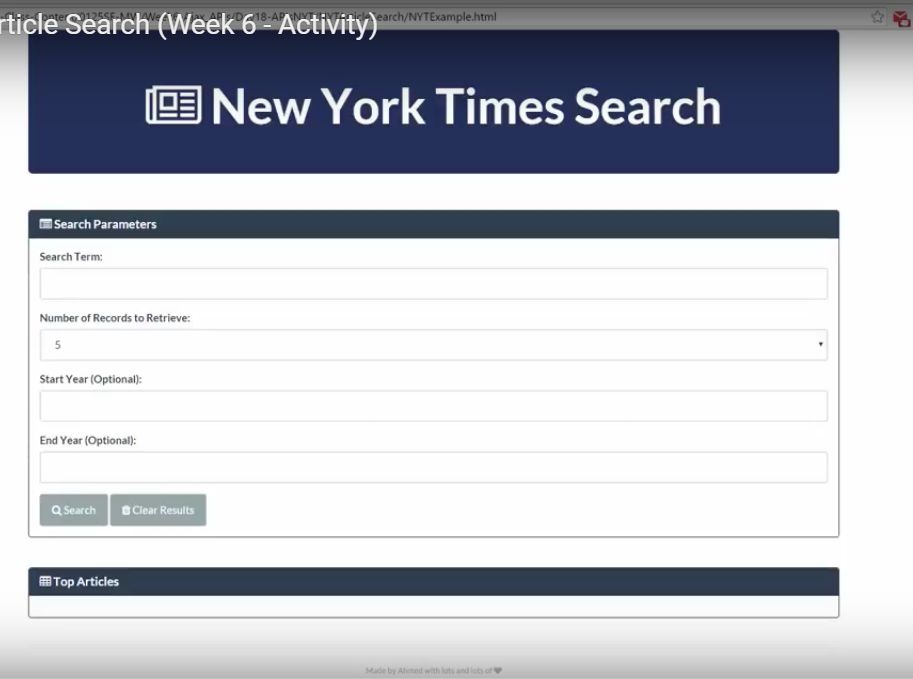 rticle Search (Week 6 - Activity)
search/NYTExample.html
New York Times Search
Search Parameters
Search Term:
Number of Records to Retrieve:
5
Start Year (Optional):
End Year (Optional):
Search Clear Results
Top Articles
Made by Ahmed with lots and lots of